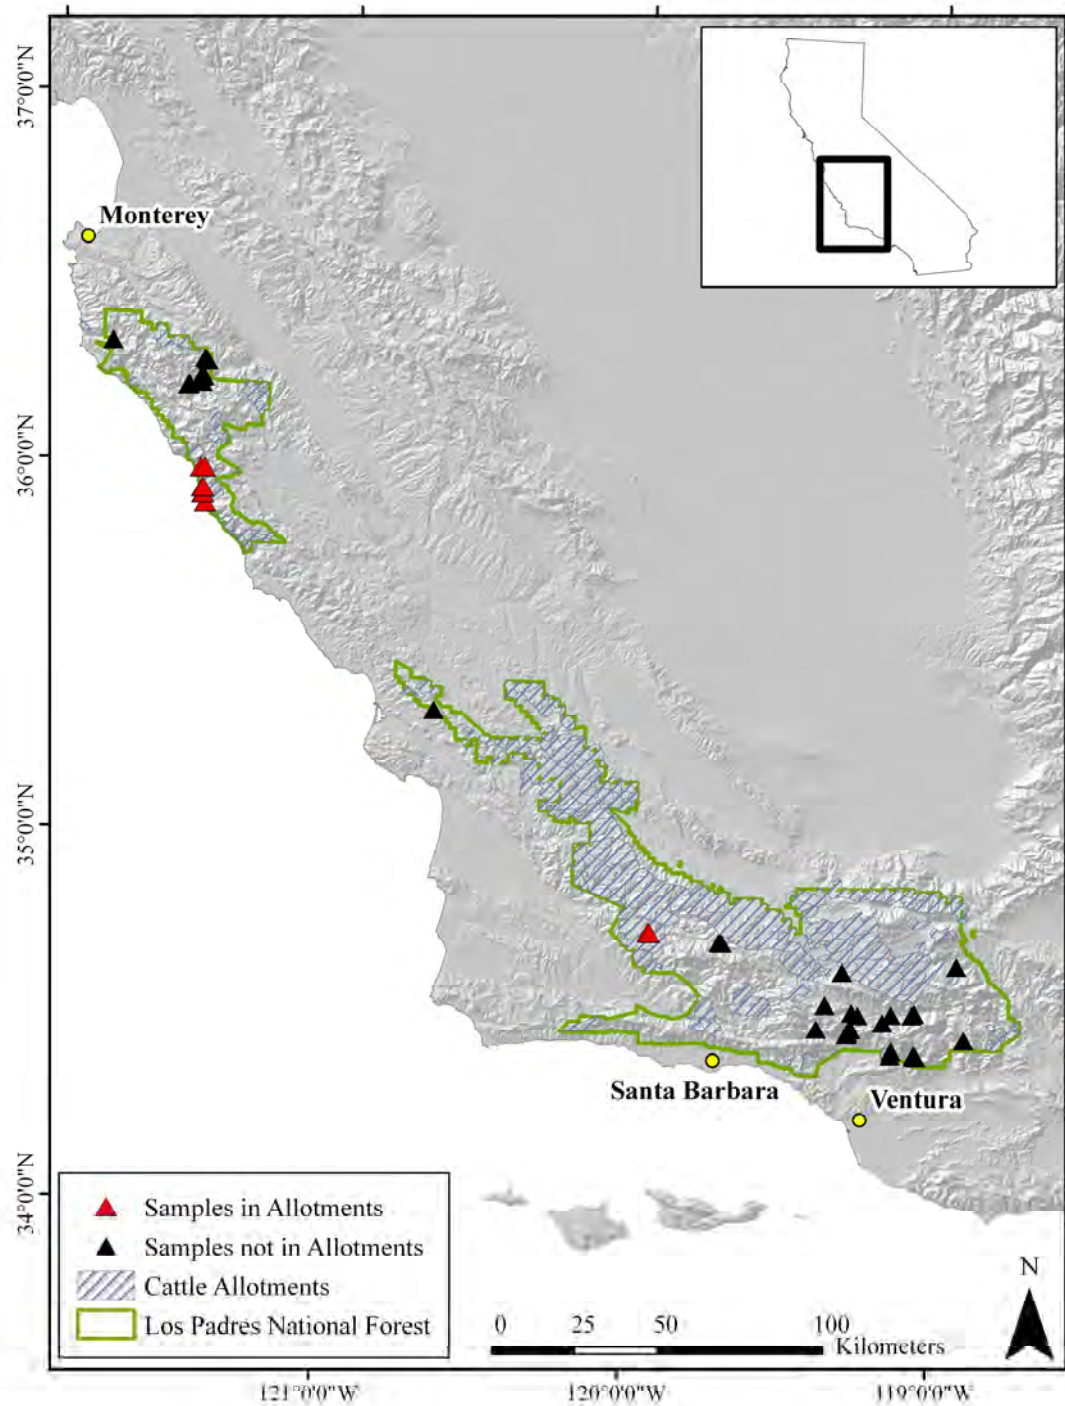 37°0'0"N
Monterey
36°0'0"N
35°0'0"N
Santa Barbara
Ventura
34°0'0"N
Samples in Allotments
Samples not in Allotments
Cattle Allotments
Los Padres National Forest
N
0 25 50 100
Kilometers
121°0'0"W 120°0'0"W 119°0'0"W